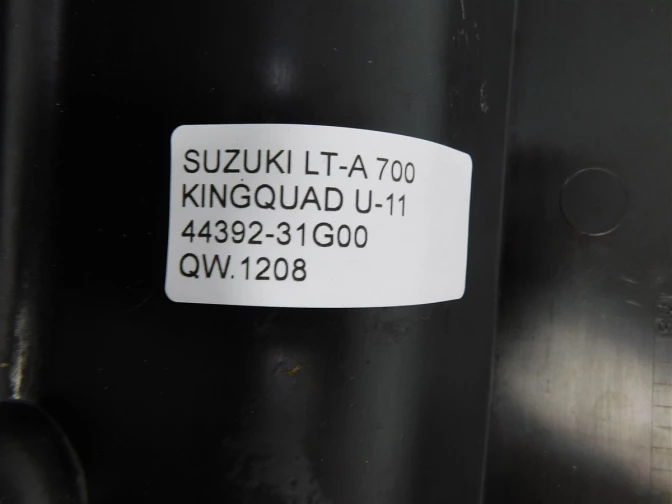 SUZUKI LT-A 700
KINGQUAD U-11
44392-31G00
QW.1208